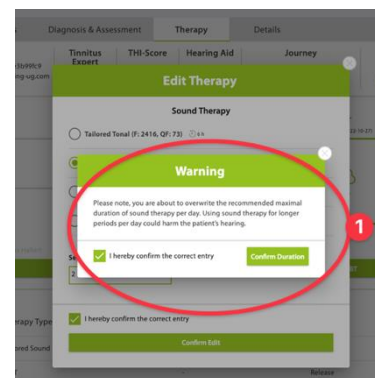 Diagnosis & Assessment Therapy Details
Tinnitus Expert THI-Score Hearing Aid Journey
Edit Therapy
Sound Therapy
Tailored Tonal (F: 2416, QF: 73)
Warning
Please note, you are about to overwrite the recommended maximal
duration of sound therapy per day. Using sound therapy for longer
periods per day could harm the patient's hearing.
1
I hereby confirm the correct entry Confirm Duration
2
I hereby confirm the correct entry
Confirm Edit
Release